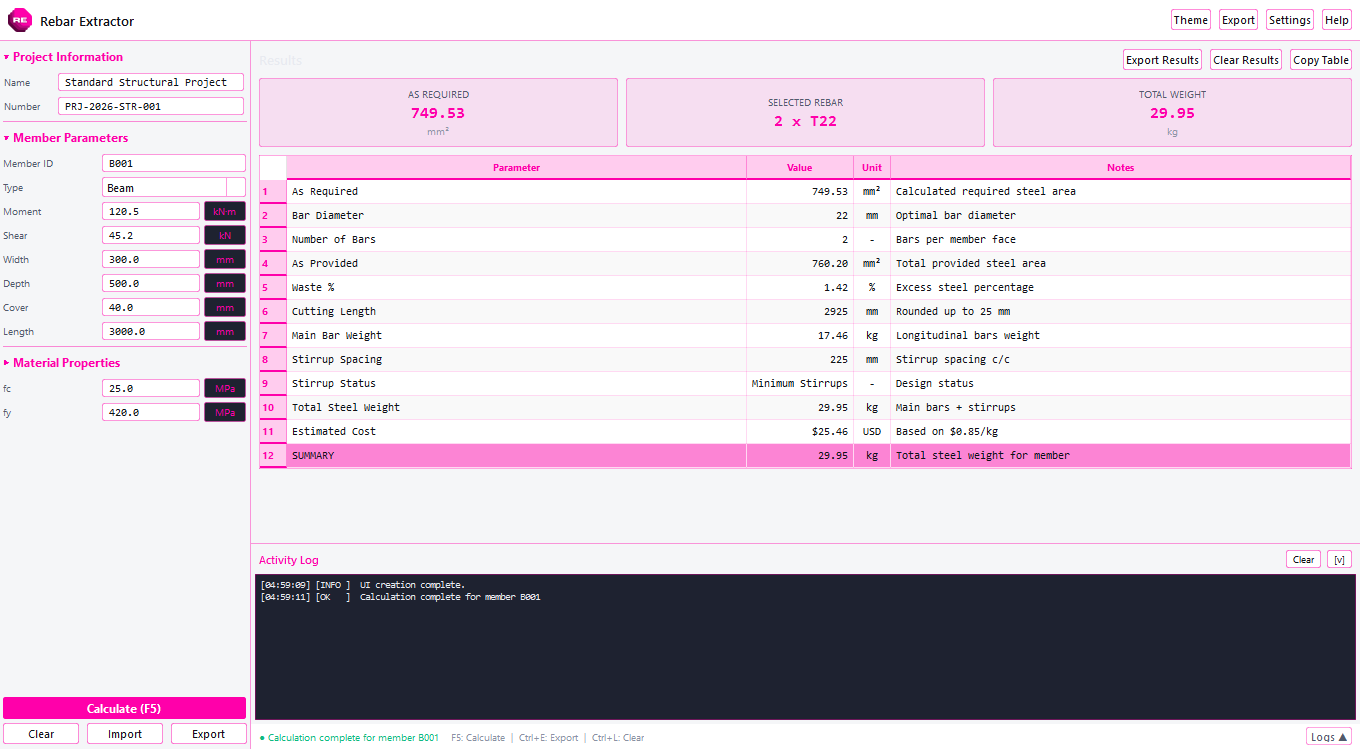 RE Rebar Extractor Theme Export Settings Help
▾ Project Information
Name Standard Structural Project
Number PRJ-2026-STR-001
▾ Member Parameters
Member ID B001
Type Beam
Moment 120.5 kN·m
Shear 45.2 kN
Width 300.0 mm
Depth 500.0 mm
Cover 40.0 mm
Length 3000.0 mm
▸ Material Properties
fc 25.0 MPa
fy 420.0 MPa
Calculate (F5)
Clear Import Export
Results Export Results Clear Results Copy Table
AS REQUIRED
749.53
mm²
SELECTED REBAR
2 x T22
TOTAL WEIGHT
29.95
kg
Parameter Value Unit Notes
1 As Required 749.53 mm² Calculated required steel area
2 Bar Diameter 22 mm Optimal bar diameter
3 Number of Bars 2 - Bars per member face
4 As Provided 760.20 mm² Total provided steel area
5 Waste % 1.42 % Excess steel percentage
6 Cutting Length 2925 mm Rounded up to 25 mm
7 Main Bar Weight 17.46 kg Longitudinal bars weight
8 Stirrup Spacing 225 mm Stirrup spacing c/c
9 Stirrup Status Minimum Stirrups - Design status
10 Total Steel Weight 29.95 kg Main bars + stirrups
11 Estimated Cost $25.46 USD Based on $0.85/kg
12 SUMMARY 29.95 kg Total steel weight for member
Activity Log Clear [v]
[04:59:09] [INFO ] UI creation complete.
[04:59:11] [OK   ] Calculation complete for member B001
● Calculation complete for member B001 F5: Calculate | Ctrl+E: Export | Ctrl+L: Clear Logs ▲